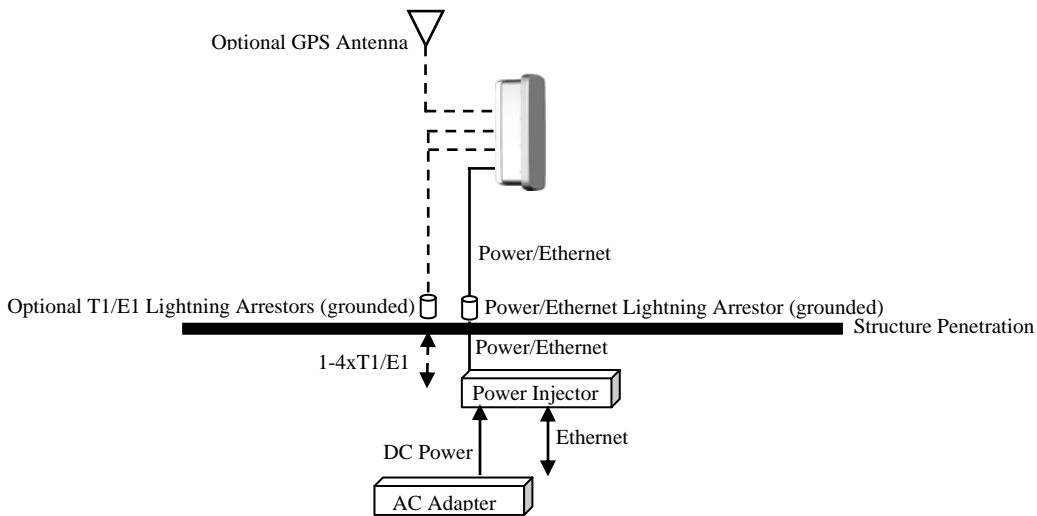 Optional GPS Antenna
Power/Ethernet
Optional T1/E1 Lightning Arrestors (grounded)
Power/Ethernet Lightning Arrestor (grounded)
Structure Penetration
Power/Ethernet
1-4xT1/E1
Power Injector
Ethernet
DC Power
AC Adapter